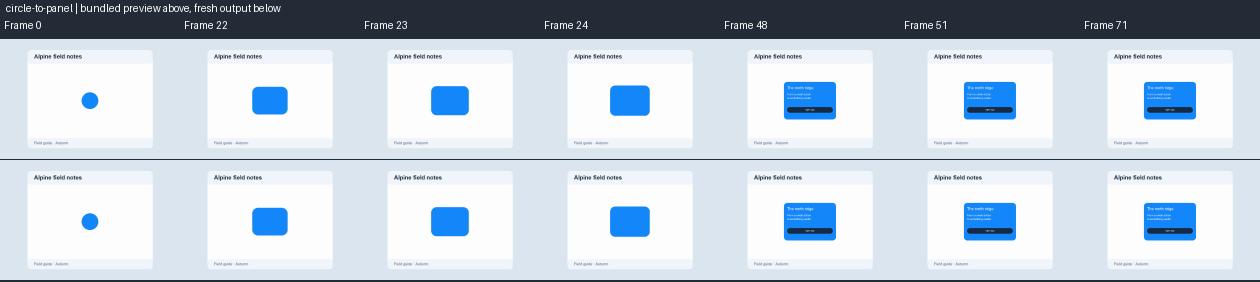 circle-to-panel | bundled preview above, fresh output below
Frame 0 Frame 22 Frame 23 Frame 24 Frame 48 Frame 51 Frame 71
Alpine field notes Alpine field notes Alpine field notes Alpine field notes Alpine field notes Alpine field notes Alpine field notes
The north ridge The north ridge The north ridge
Field guide · Autumn Field guide · Autumn Field guide · Autumn Field guide · Autumn Field guide · Autumn Field guide · Autumn Field guide · Autumn
Alpine field notes Alpine field notes Alpine field notes Alpine field notes Alpine field notes Alpine field notes Alpine field notes
The north ridge The north ridge The north ridge
Field guide · Autumn Field guide · Autumn Field guide · Autumn Field guide · Autumn Field guide · Autumn Field guide · Autumn Field guide · Autumn